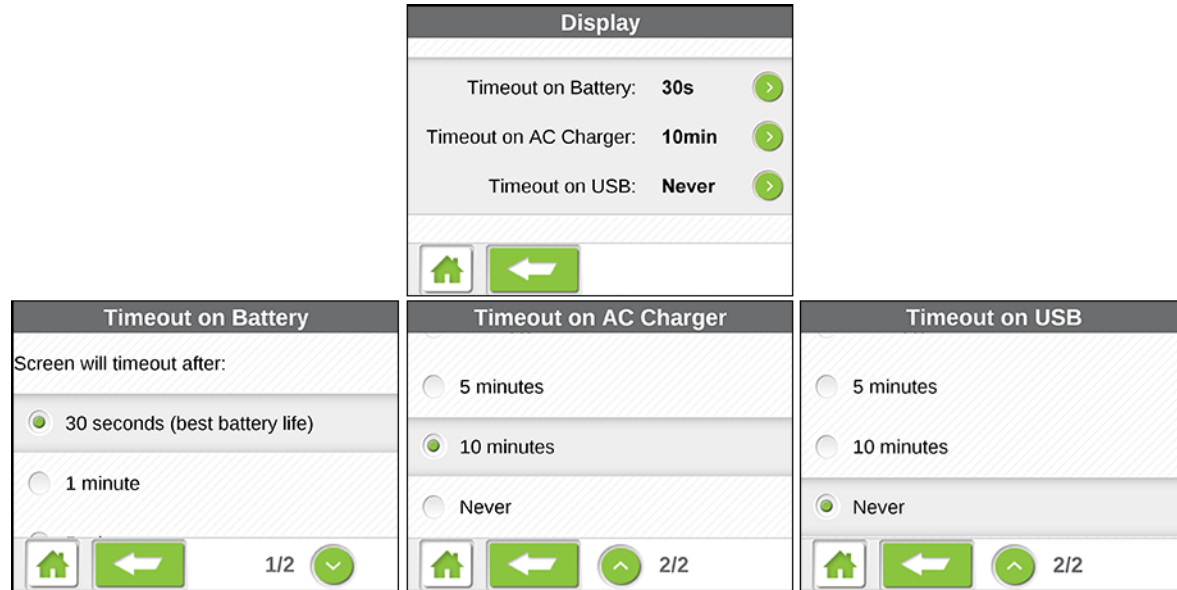 Display
Timeout on Battery: 30s
Timeout on AC Charger: 10min
Timeout on USB: Never
Timeout on Battery
Screen will timeout after:
30 seconds (best battery life)
1 minute
1/2
Timeout on AC Charger
5 minutes
10 minutes
Never
2/2
Timeout on USB
5 minutes
10 minutes
Never
2/2